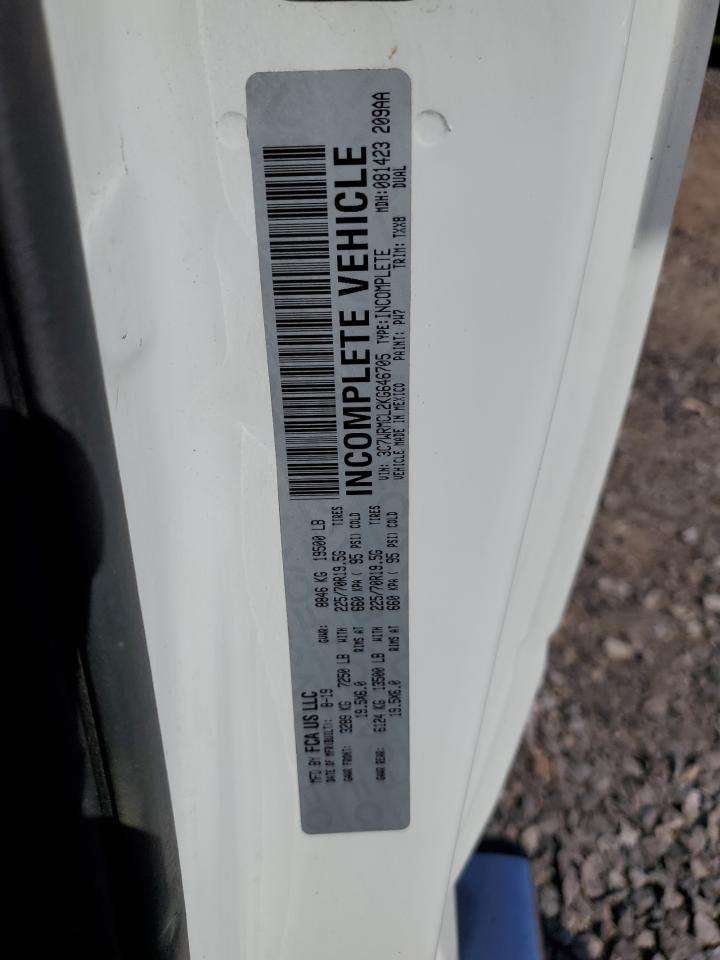 MFD BY FCA US LLC
DATE OF MFR(BUILT): 8-19 GVWR: 8846 KG 19500 LB
GAWR FRONT: 3289 KG 7250 LB WITH 225/70R19.5G TIRES
19.5X6.0 RIMS AT 660 KPA ( 95 PSI) COLD
GAWR REAR: 6124 KG 13500 LB WITH 225/70R19.5G TIRES
19.5X6.0 RIMS AT 660 KPA ( 95 PSI) COLD
INCOMPLETE VEHICLE
VIN: 3C7WRMCL2KG646705 TYPE:INCOMPLETE MDH:081423 209AA
VEHICLE MADE IN MEXICO PAINT: PW7 TRIM: TXX8 DUAL